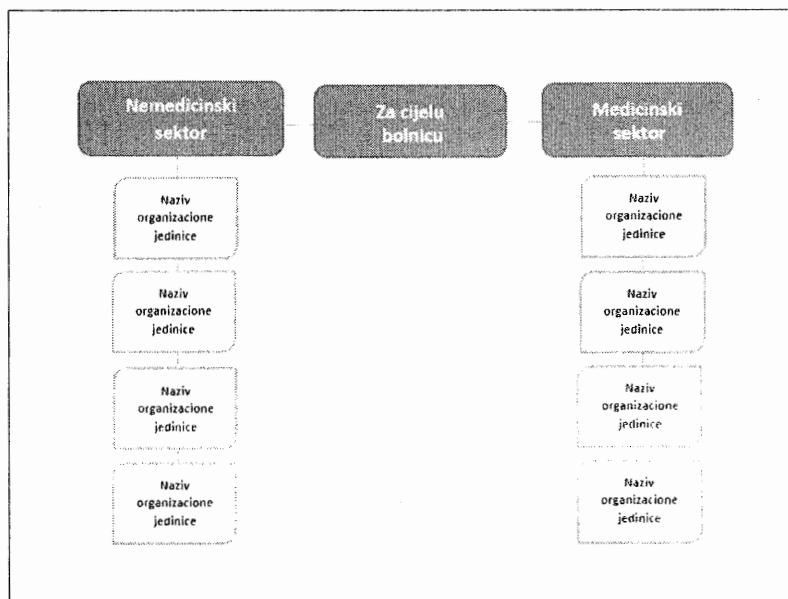 Nemedicinski
sektor
Za cijelu
bolnicu
Medicinski
sektor
Naziv
organizacione
jedinice
Naziv
organizacione
jedinice
Naziv
organizacione
jedinice
Naziv
organizacione
jedinice
Naziv
organizacione
jedinice
Naziv
organizacione
jedinice
Naziv
organizacione
jedinice
Naziv
organizacione
jedinice